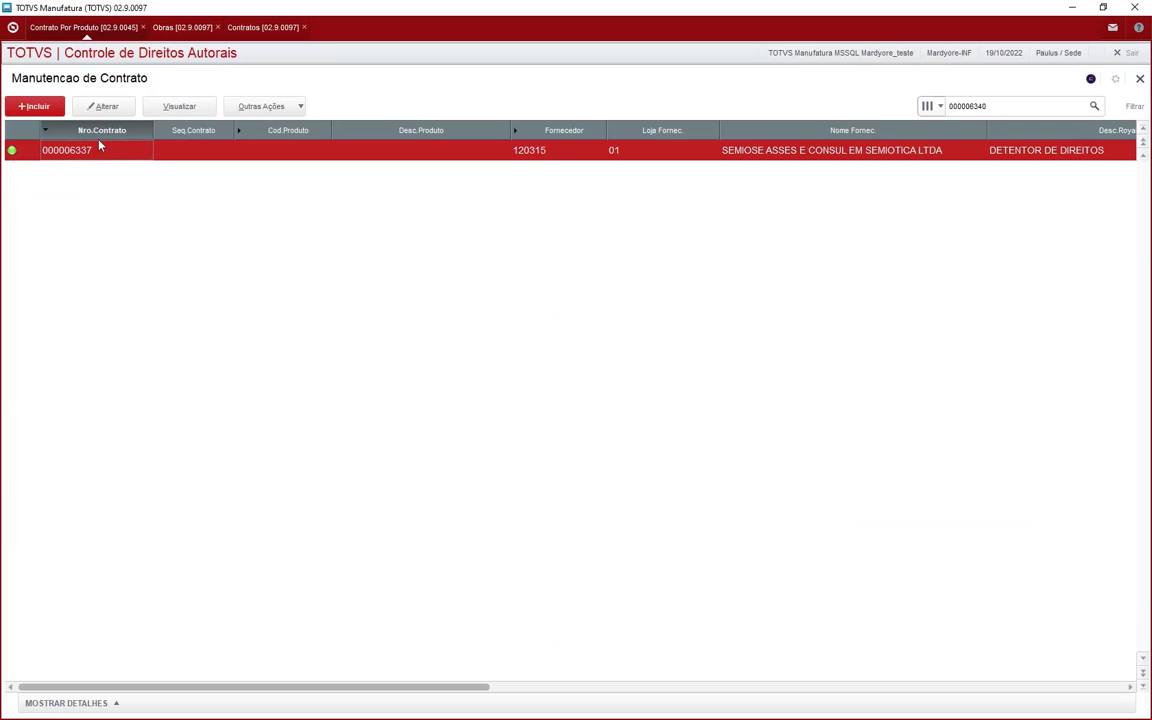 TOTVS Manufatura (TOTVS) 02.9.0097
Contrato Por Produto [02.9.0045] × Obras [02.9.0097] × Contratos [02.9.0097] ×
TOTVS | Controle de Direitos Autorais TOTVS Manufatura MSSQL Mardyore_teste Mardyore-INF 19/10/2022 Paulus / Sede Sair
Manutencao de Contrato
+Incluir Alterar Visualizar Outras Ações 000006340 Filtrar
Nro.Contrato Seq.Contrato Cod.Produto Desc.Produto Fornecedor Loja Fornec. Nome Fornec. Desc.Roya
000006337 120315 01 SEMIOSE ASSES E CONSUL EM SEMIOTICA LTDA DETENTOR DE DIREITOS
MOSTRAR DETALHES